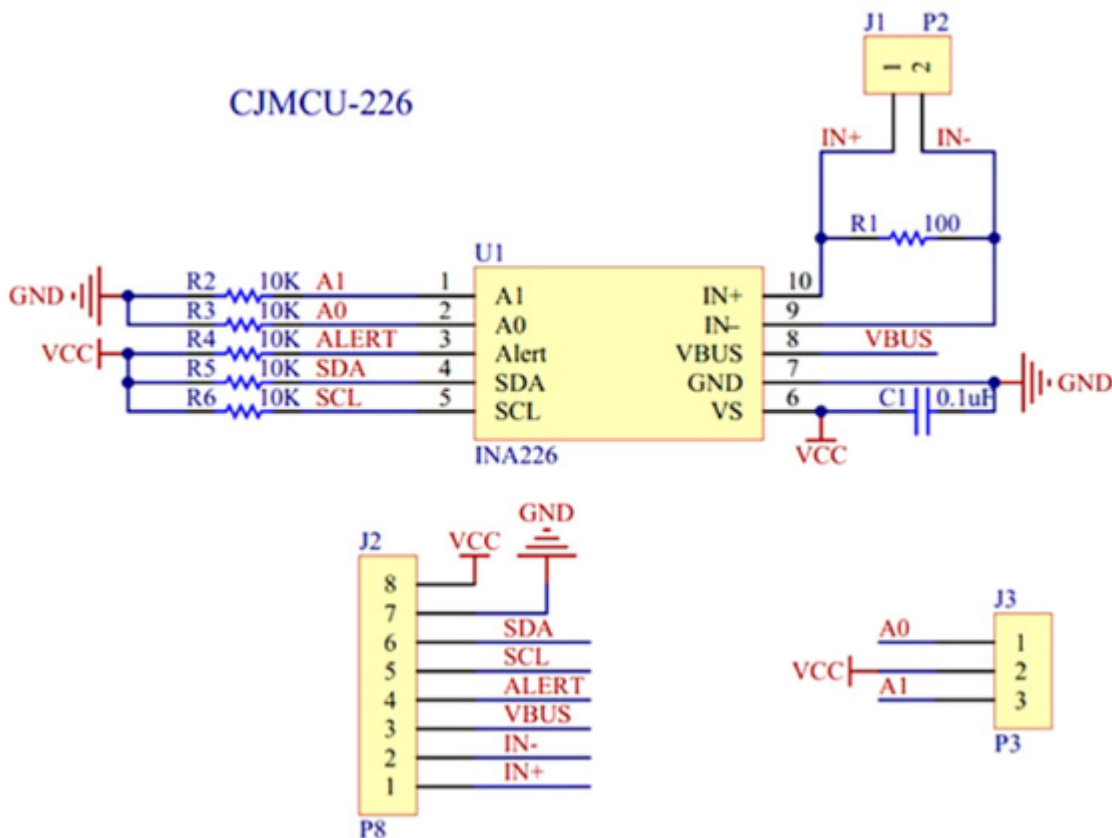 J1 P2
1 2
CJMCU-226
IN+ IN-
R1 100
U1
GND R2 10K A1 1 A1 IN+ 10
R3 10K A0 2 A0 IN– 9
VCC R4 10K ALERT 3 Alert VBUS 8 VBUS
R5 10K SDA 4 SDA GND 7 GND
R6 10K SCL 5 SCL VS 6 C1 0.1uF
INA226 VCC
GND
J2 VCC
8
7
6 SDA
5 SCL
4 ALERT
3 VBUS
2 IN-
1 IN+
P8
J3
A0 1
VCC 2
A1 3
P3